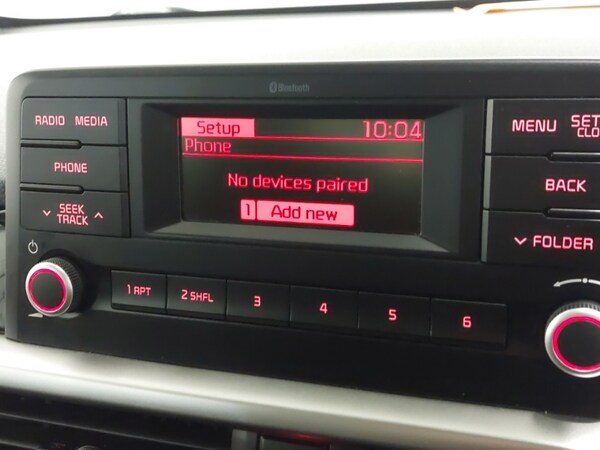 Bluetooth
RADIO MEDIA
PHONE
SEEK
TRACK
Setup 10:04
Phone
No devices paired
1 Add new
MENU
BACK
FOLDER
1 RPT
2 SHFL
3
4
5
6